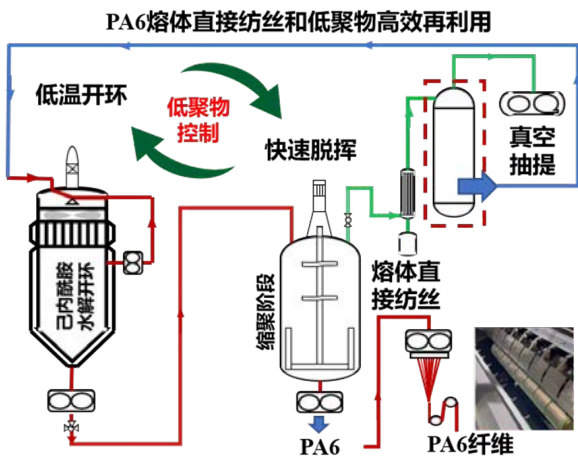 PA6熔体直接纺丝和低聚物高效再利用
低温开环
低聚物
控制
快速脱挥
真空
抽提
己内酰胺
水解开环
缩聚阶段
熔体直
接纺丝
PA6
PA6纤维